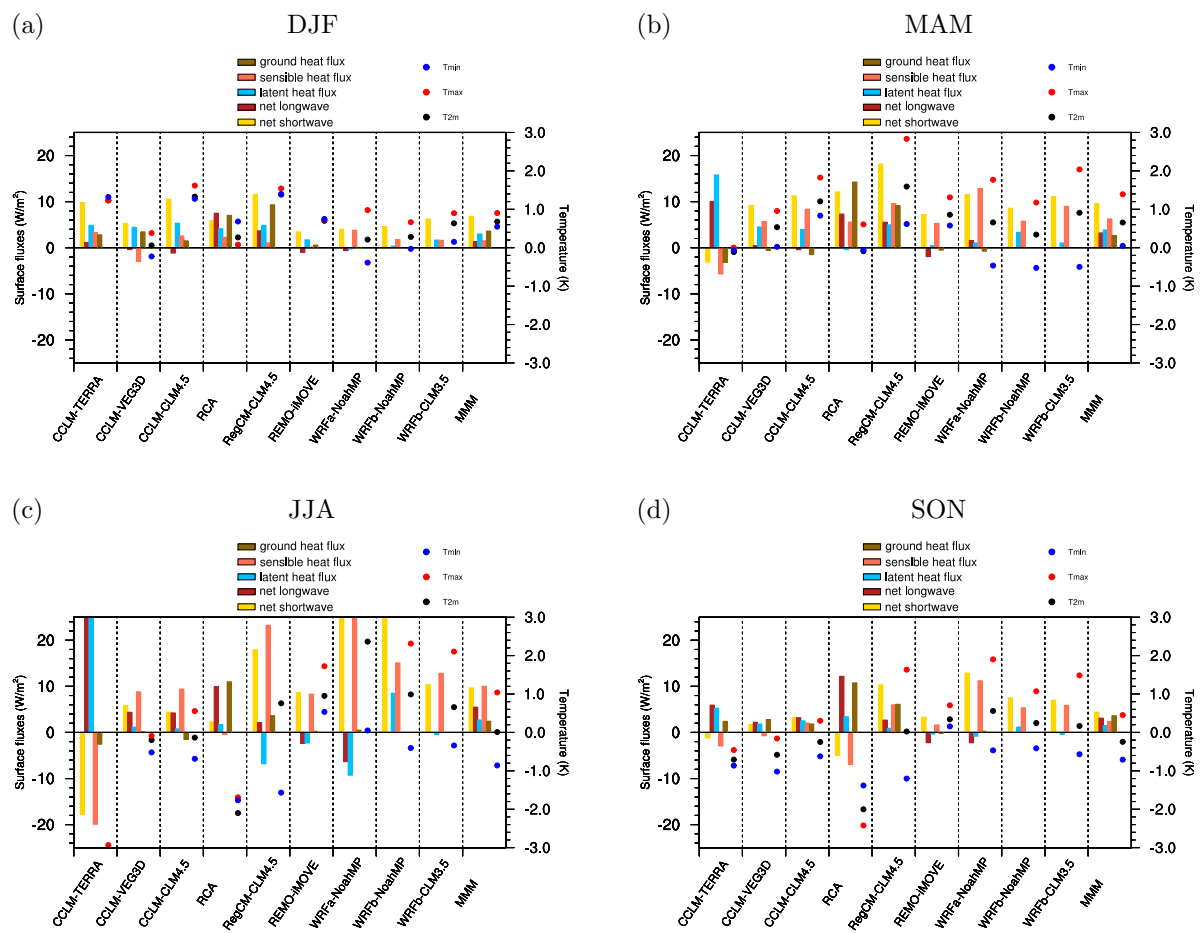 (a) DJF
ground heat flux
sensible heat flux
latent heat flux
net longwave
net shortwave
Tmin
Tmax
T2m
Surface fluxes (W/m²)
20
10
0
-10
-20
3.0
2.0
1.0
0.0
-1.0
-2.0
-3.0
Temperature (K)
CCLM-TERRA
CCLM-VEG3D
CCLM-CLM4.5
RCA
RegCM-CLM4.5
REMO-iMOVE
WRFa-NoahMP
WRFb-NoahMP
WRFb-CLM3.5
MMM
(b) MAM
ground heat flux
sensible heat flux
latent heat flux
net longwave
net shortwave
Tmin
Tmax
T2m
Surface fluxes (W/m²)
20
10
0
-10
-20
3.0
2.0
1.0
0.0
-1.0
-2.0
-3.0
Temperature (K)
CCLM-TERRA
CCLM-VEG3D
CCLM-CLM4.5
RCA
RegCM-CLM4.5
REMO-iMOVE
WRFa-NoahMP
WRFb-NoahMP
WRFb-CLM3.5
MMM
(c) JJA
ground heat flux
sensible heat flux
latent heat flux
net longwave
net shortwave
Tmin
Tmax
T2m
Surface fluxes (W/m²)
20
10
0
-10
-20
3.0
2.0
1.0
0.0
-1.0
-2.0
-3.0
Temperature (K)
CCLM-TERRA
CCLM-VEG3D
CCLM-CLM4.5
RCA
RegCM-CLM4.5
REMO-iMOVE
WRFa-NoahMP
WRFb-NoahMP
WRFb-CLM3.5
MMM
(d) SON
ground heat flux
sensible heat flux
latent heat flux
net longwave
net shortwave
Tmin
Tmax
T2m
Surface fluxes (W/m²)
20
10
0
-10
-20
3.0
2.0
1.0
0.0
-1.0
-2.0
-3.0
Temperature (K)
CCLM-TERRA
CCLM-VEG3D
CCLM-CLM4.5
RCA
RegCM-CLM4.5
REMO-iMOVE
WRFa-NoahMP
WRFb-NoahMP
WRFb-CLM3.5
MMM